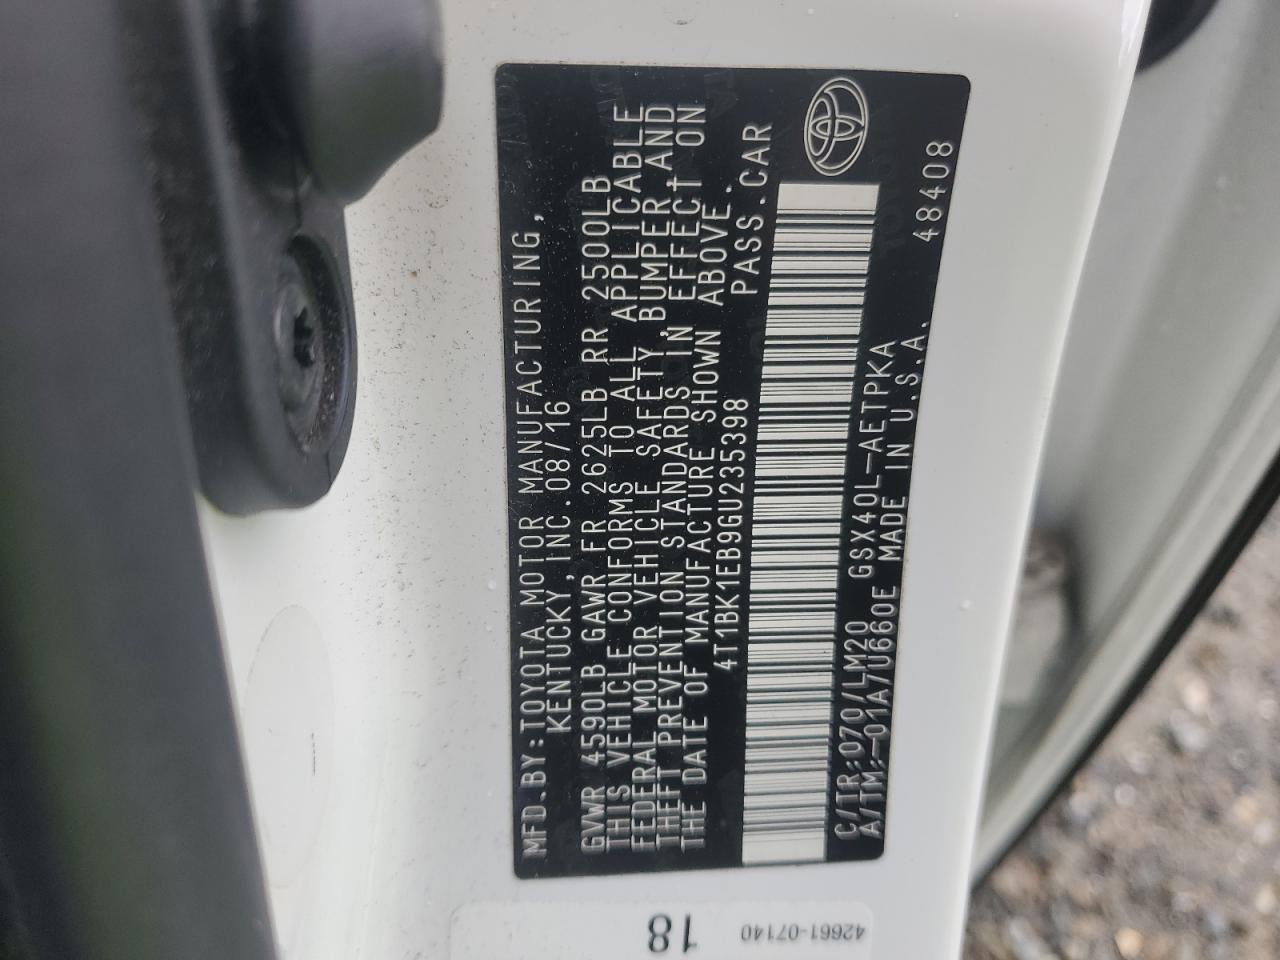 MFD.BY:TOYOTA MOTOR MANUFACTURING,
KENTUCKY, INC.08/16
GVWR 4590LB GAWR FR 2625LB RR 2500LB
THIS VEHICLE CONFORMS TO ALL APPLICABLE
FEDERAL MOTOR VEHICLE SAFETY,BUMPER,AND
THEFT PREVENTION STANDARDS IN EFFECT ON
THE DATE OF MANUFACTURE SHOWN ABOVE.
4T1BK1EB9GU235398 PASS.CAR
C/TR:070/LM20 GSX40L-AETPKA
A/TM:-01A/U660E MADE IN U.S.A. 48408
18
42661-07140